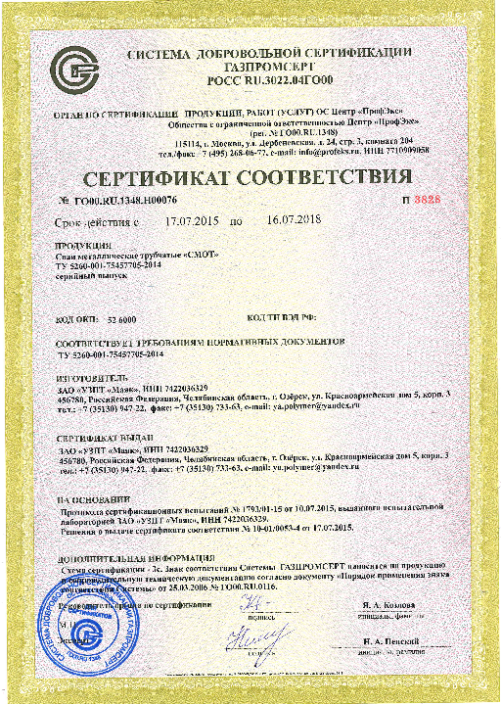 СИСТЕМА ДОБРОВОЛЬНОЙ СЕРТИФИКАЦИИ
ГАЗПРОМСЕРТ
РОСС RU.3022.04ГО00
ОРГАН ПО СЕРТИФИКАЦИИ ПРОДУКЦИИ, РАБОТ (УСЛУГ) ОС Центр «ПрофЭкс»
Общества с ограниченной ответственностью Центр «ПрофЭкс»
(рег. № ГО00.RU.1348)
115114, г. Москва, ул. Дербеневская, д. 24, стр. 3, комната 204
тел./факс +7 (495) 268-06-77, e-mail: info@profeks.ru, ИНН 7710909058
СЕРТИФИКАТ СООТВЕТСТВИЯ
№ ГО00.RU.1348.Н00076
П 3828
Срок действия с 17.07.2015 по 16.07.2018
ПРОДУКЦИЯ
Сваи металлические трубчатые «СМОТ»
ТУ 5260-001-75457705-2014
серийный выпуск
КОД ОКП: 52 6000 КОД ТН ВЭД РФ:
СООТВЕТСТВУЕТ ТРЕБОВАНИЯМ НОРМАТИВНЫХ ДОКУМЕНТОВ
ТУ 5260-001-75457705-2014
ИЗГОТОВИТЕЛЬ
ЗАО «УЗПТ «Маяк», ИНН 7422036329
456780, Российская Федерация, Челябинская область, г. Озёрск, ул. Красноармейская дом 5, корп. 3
тел.: +7 (35130) 947-22, факс: +7 (35130) 733-63, e-mail: ya.polymer@yandex.ru
СЕРТИФИКАТ ВЫДАН
ЗАО «УЗПТ «Маяк», ИНН 7422036329
456780, Российская Федерация, Челябинская область, г. Озёрск, ул. Красноармейская дом 5, корп. 3
тел.: +7 (35130) 947-22, факс: +7 (35130) 733-63, e-mail: ya.polymer@yandex.ru
НА ОСНОВАНИИ
Протокола сертификационных испытаний № 1793/01-15 от 10.07.2015, выданного испытательной
лабораторией ЗАО «УЗПТ «Маяк», ИНН 7422036329.
Решения о выдаче сертификата соответствия № 10-01/0053-4 от 17.07.2015.
ДОПОЛНИТЕЛЬНАЯ ИНФОРМАЦИЯ
Схема сертификации - 2с. Знак соответствия Системы ГАЗПРОМСЕРТ наносится на продукцию
и сопроводительную техническую документацию согласно документу «Порядок применения знака
соответствия Системы» от 25.03.2006 № ГО00.RU.0116.
Руководитель органа по сертификации
Я. А. Козлова
подпись
инициалы, фамилия
М.П.
Эксперт
Н. А. Пенский
подпись
инициалы, фамилия